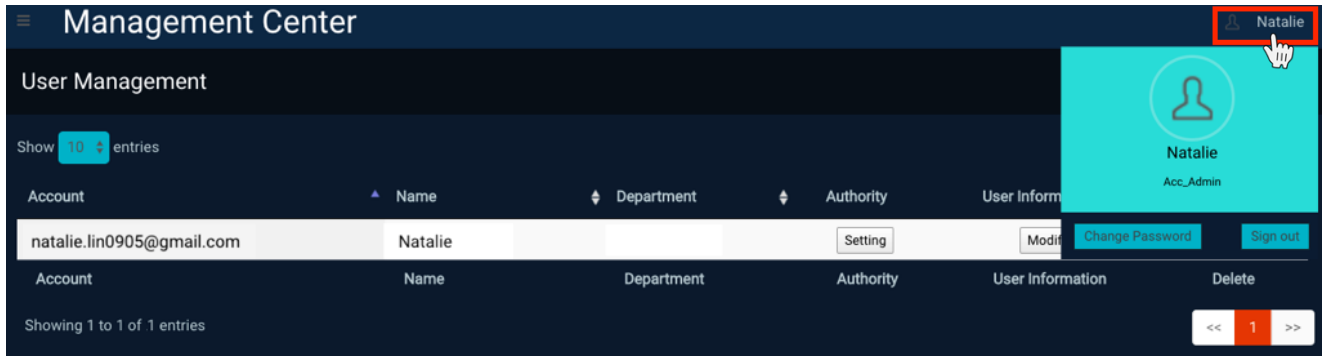 Management Center
Natalie
User Management
Natalie
Acc_Admin
Change Password Sign out
Show 10 entries
Account Name Department Authority User Inform
natalie.lin0905@gmail.com Natalie Setting Modif
Account Name Department Authority User Information Delete
Showing 1 to 1 of 1 entries
<< 1 >>